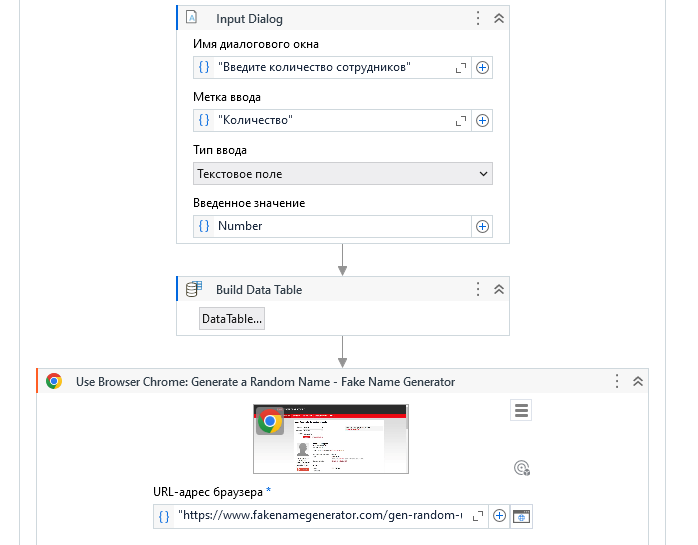 Input Dialog
Имя диалогового окна
"Введите количество сотрудников"
Метка ввода
"Количество"
Тип ввода
Текстовое поле
Введенное значение
Number
Build Data Table
DataTable...
Use Browser Chrome: Generate a Random Name - Fake Name Generator
URL-адрес браузера *
"https://www.fakenamegenerator.com/gen-random-